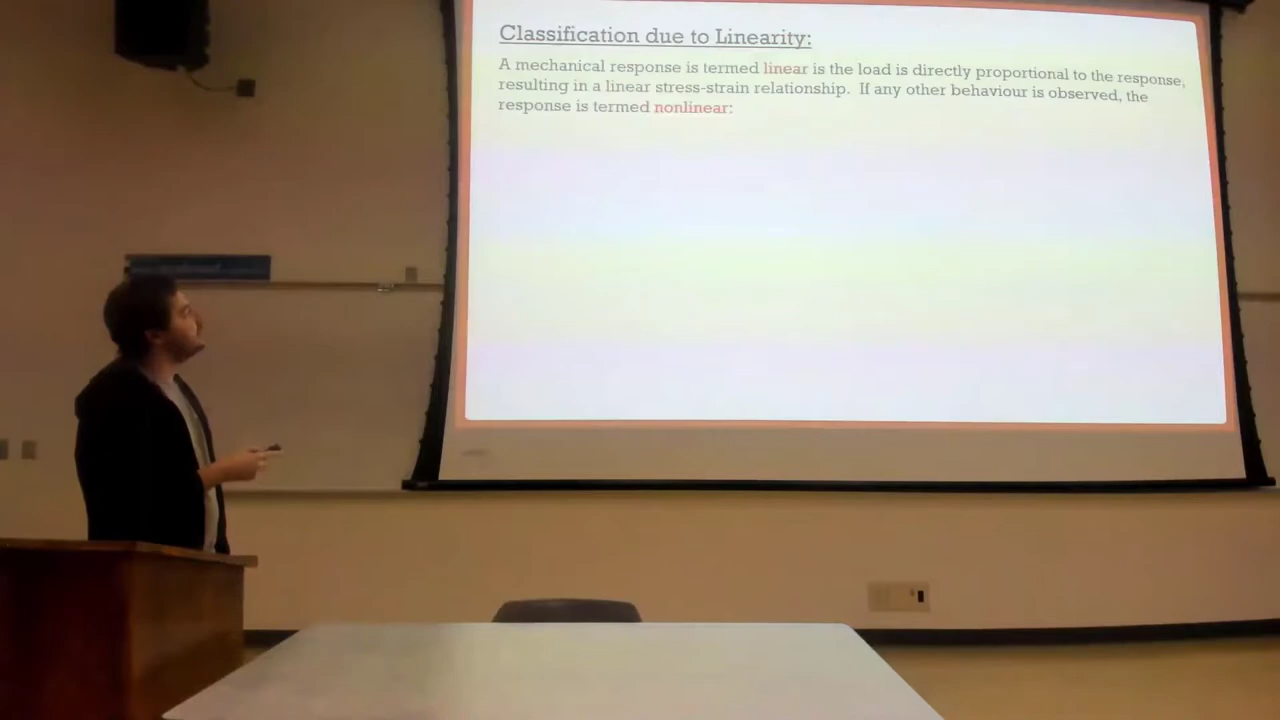 Classification due to Linearity:
A mechanical response is termed linear is the load is directly proportional to the response,
resulting in a linear stress-strain relationship. If any other behaviour is observed, the
response is termed nonlinear: